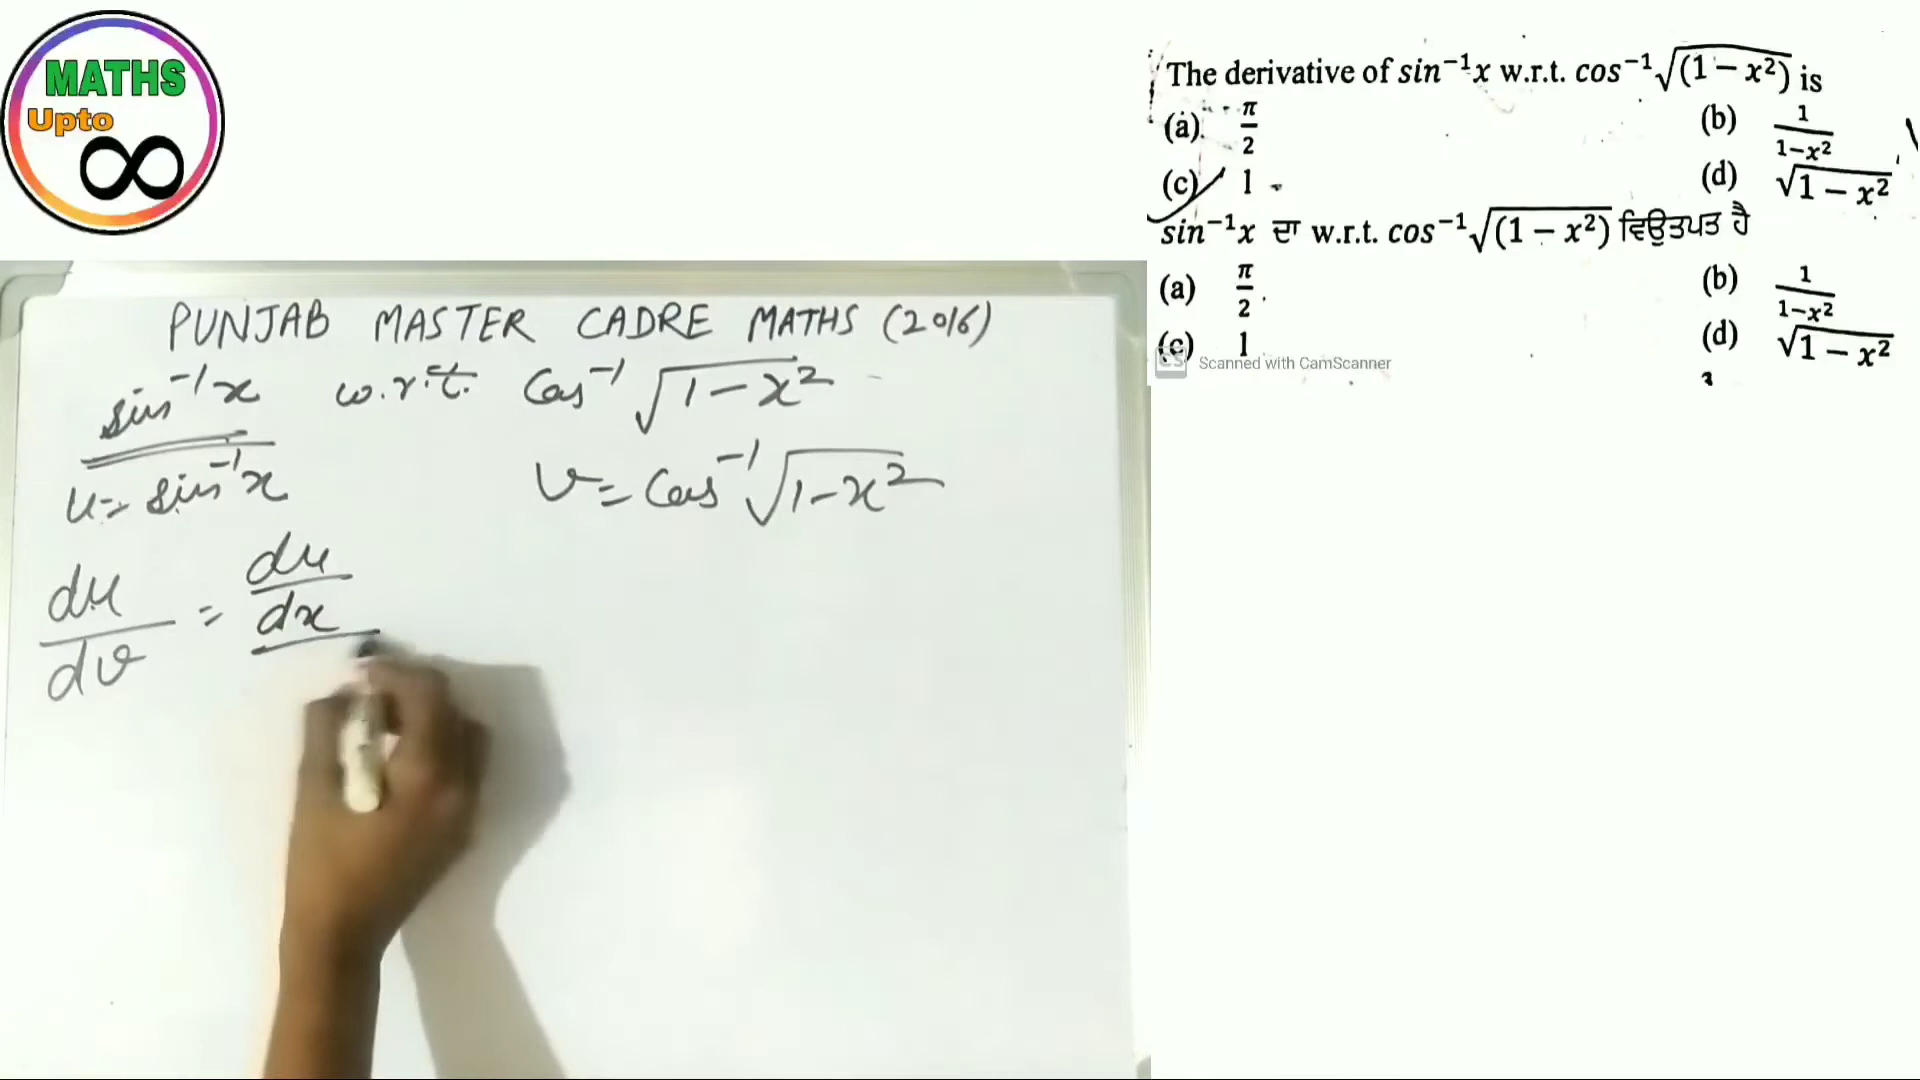 MATHS
Upto
∞
The derivative of sin⁻¹x w.r.t. cos⁻¹√(1 − x²) is
(a) π/2 (b) 1/(1−x²)
(c) 1 (d) √1 − x²
sin⁻¹x ਦਾ w.r.t. cos⁻¹√(1 − x²) ਵਿਉਤਪਤ ਹੈ
(a) π/2 (b) 1/(1−x²)
(c) 1 (d) √1 − x²
CS Scanned with CamScanner
PUNJAB MASTER CADRE MATHS (2016)
sin⁻¹x w.r.t. Cos⁻¹ √1−x²
u= sin⁻¹x v= Cos⁻¹√1−x²
du/dv = du/dx